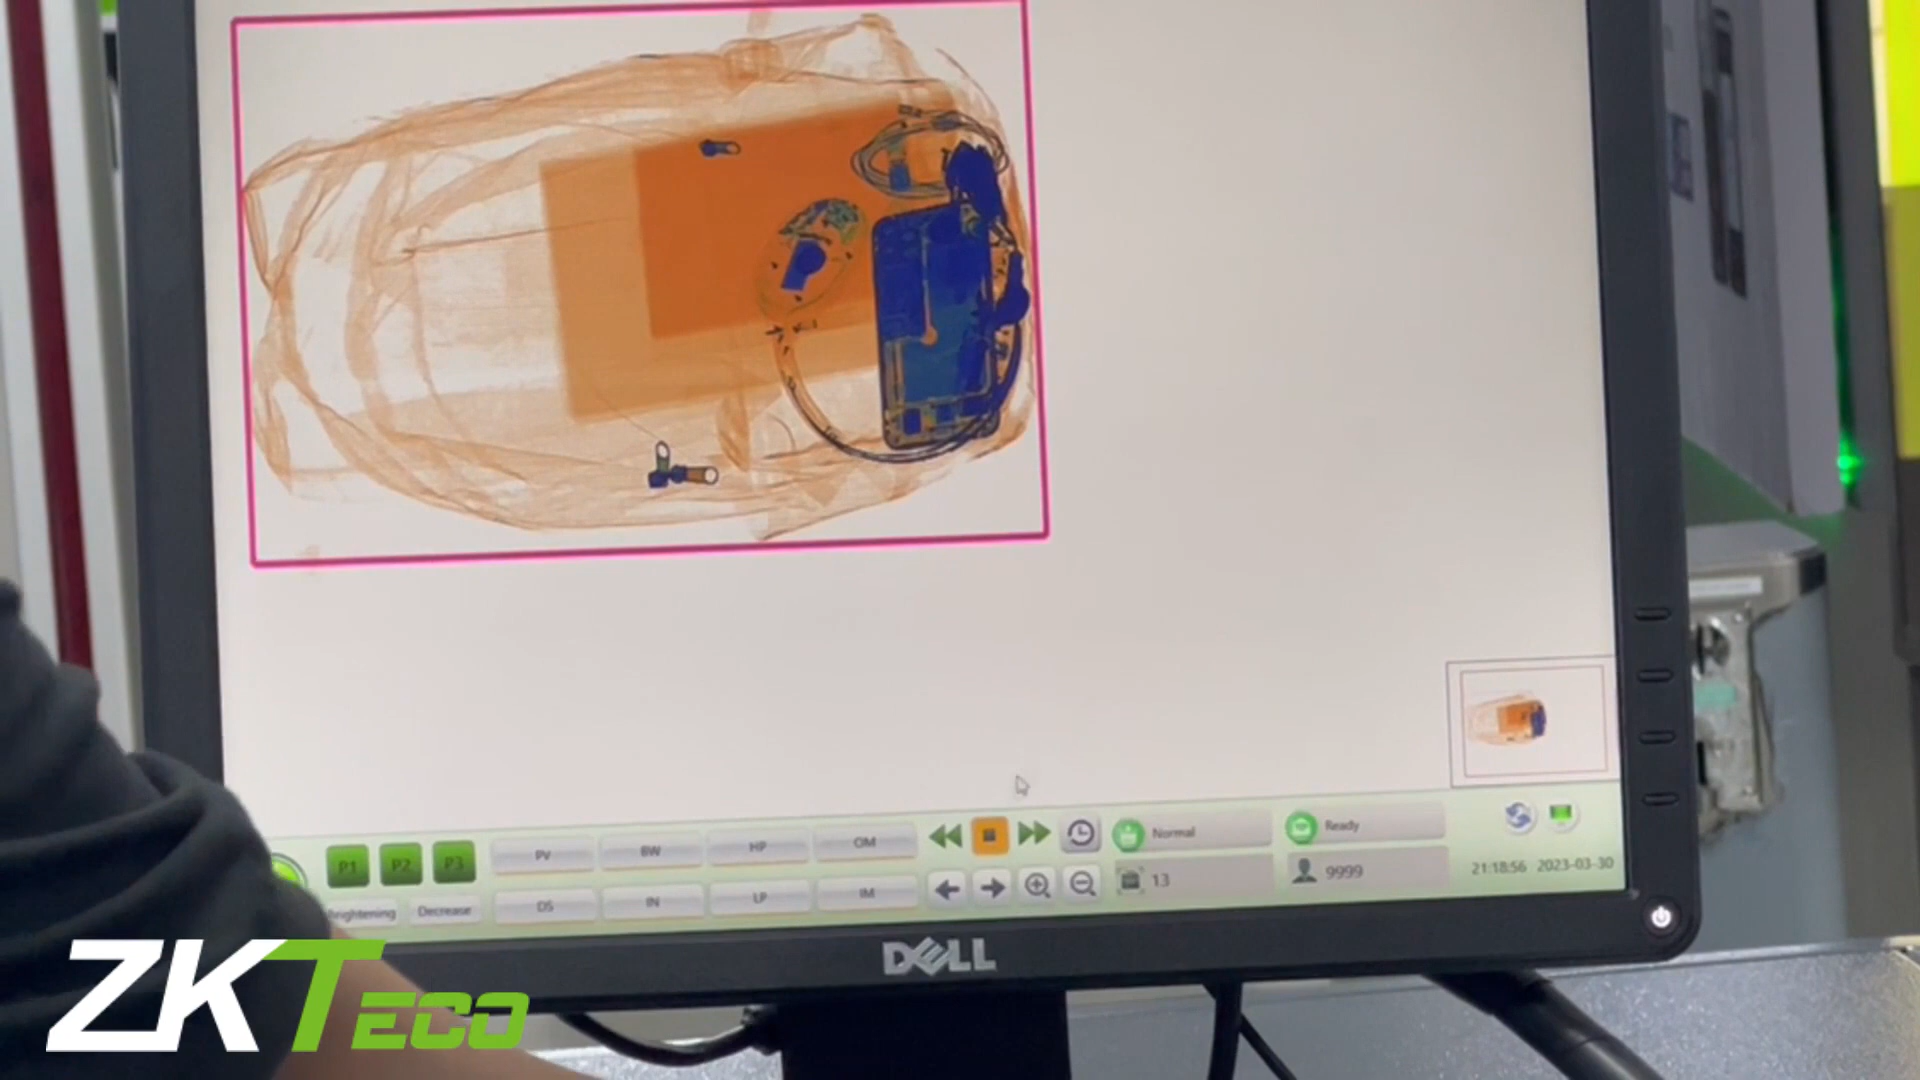 P1 P2 P3 PV BW HP OM Normal Ready
Brightening Decrease DS IN LP IM 13 9999 21:18:56 2023-03-30
DELL
ZKTECO